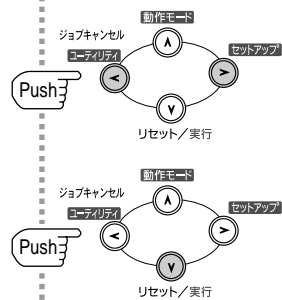 動作モード
ジョブキャンセル
ユーティリティ
セットアップ
Push
リセット／実行
動作モード
ジョブキャンセル
ユーティリティ
セットアップ
Push
リセット／実行